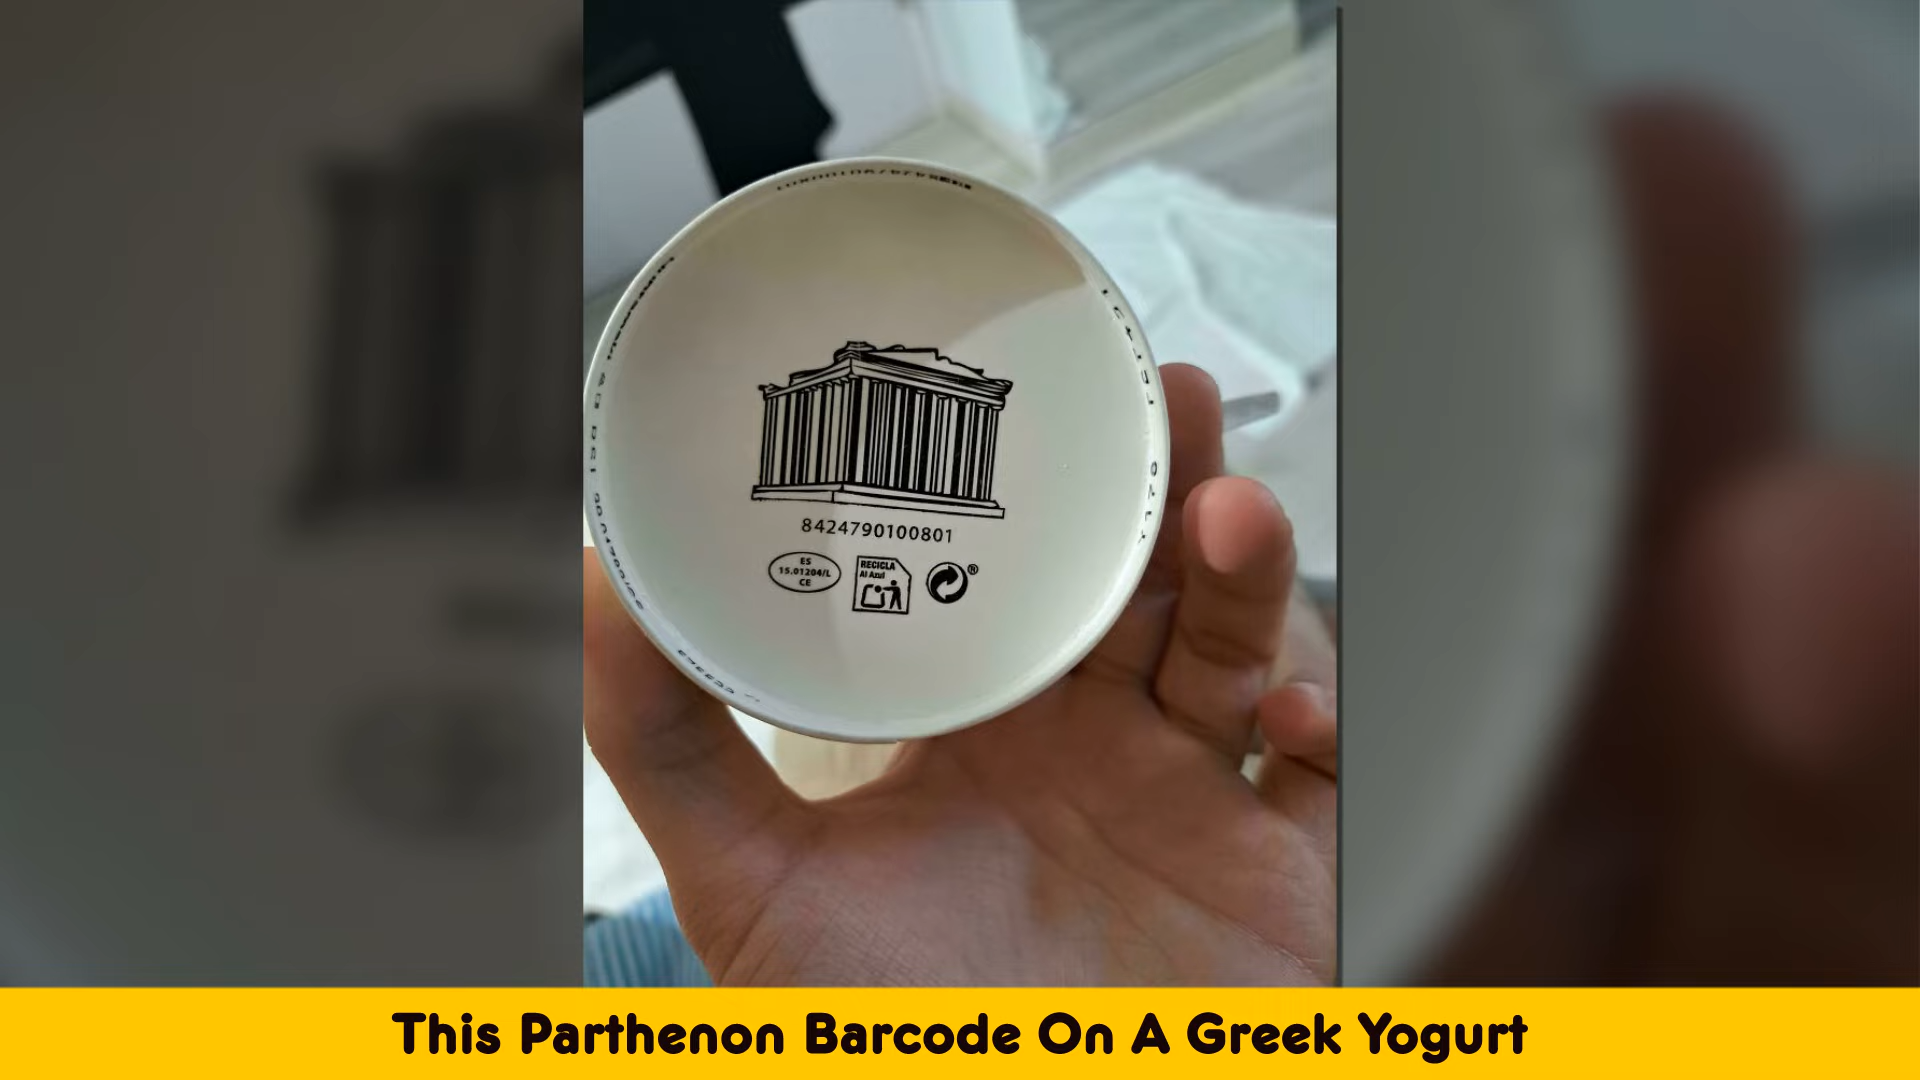 8424790100801
ES
15.01204/L
CE
RECICLA
Al Azul
®
This Parthenon Barcode On A Greek Yogurt